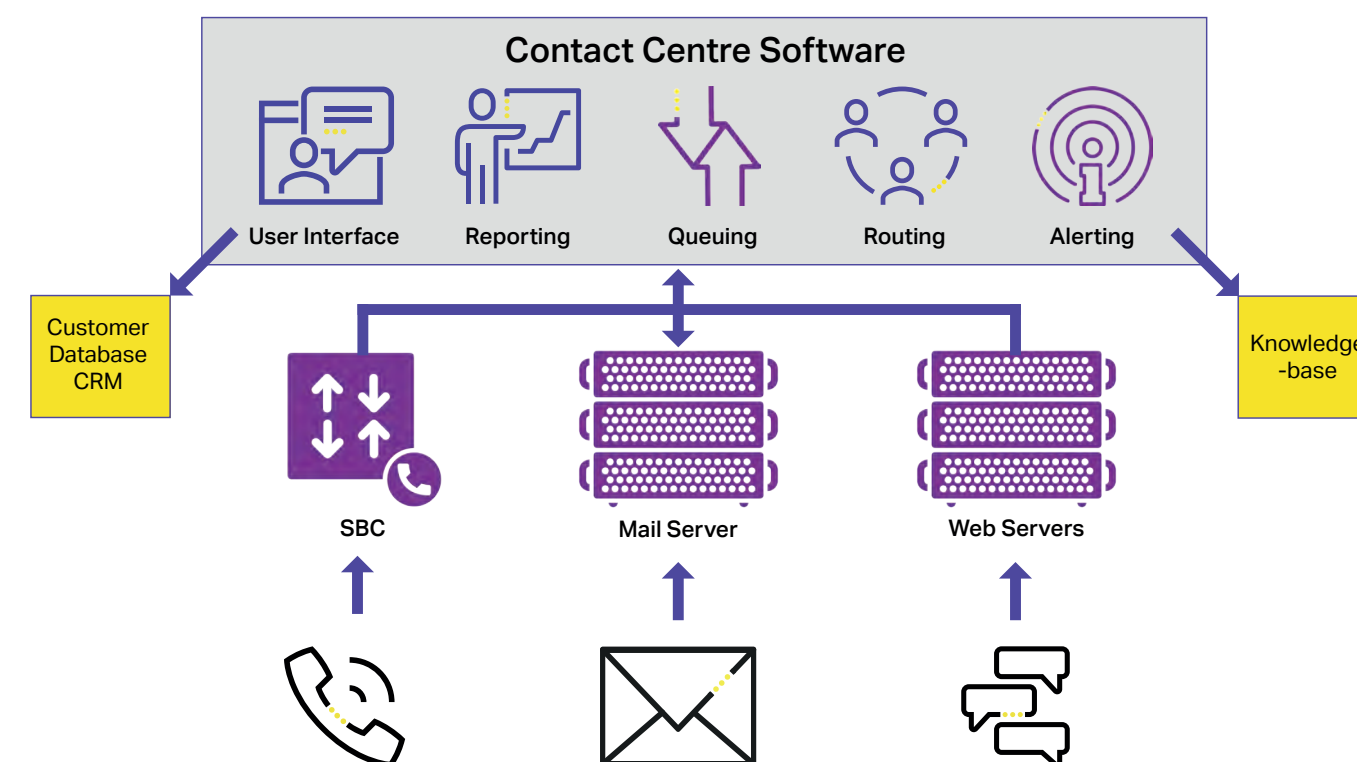 Contact Centre Software
User Interface
Reporting
Queuing
Routing
Alerting
Customer
Database
CRM
Knowledge
-base
SBC
Mail Server
Web Servers